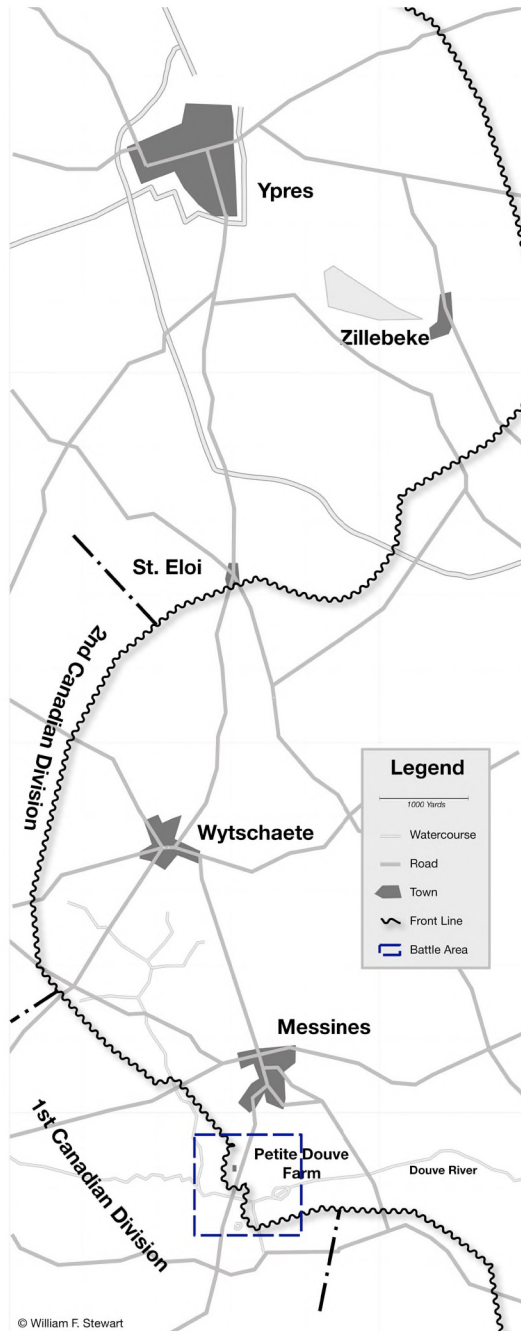 Ypres
Zillebeke
St. Eloi
2nd Canadian Division
Legend
1000 Yards
Watercourse
Road
Town
Front Line
Battle Area
Wytschaete
Messines
1st Canadian Division
Petite Douve
Farm
Douve River
© William F. Stewart